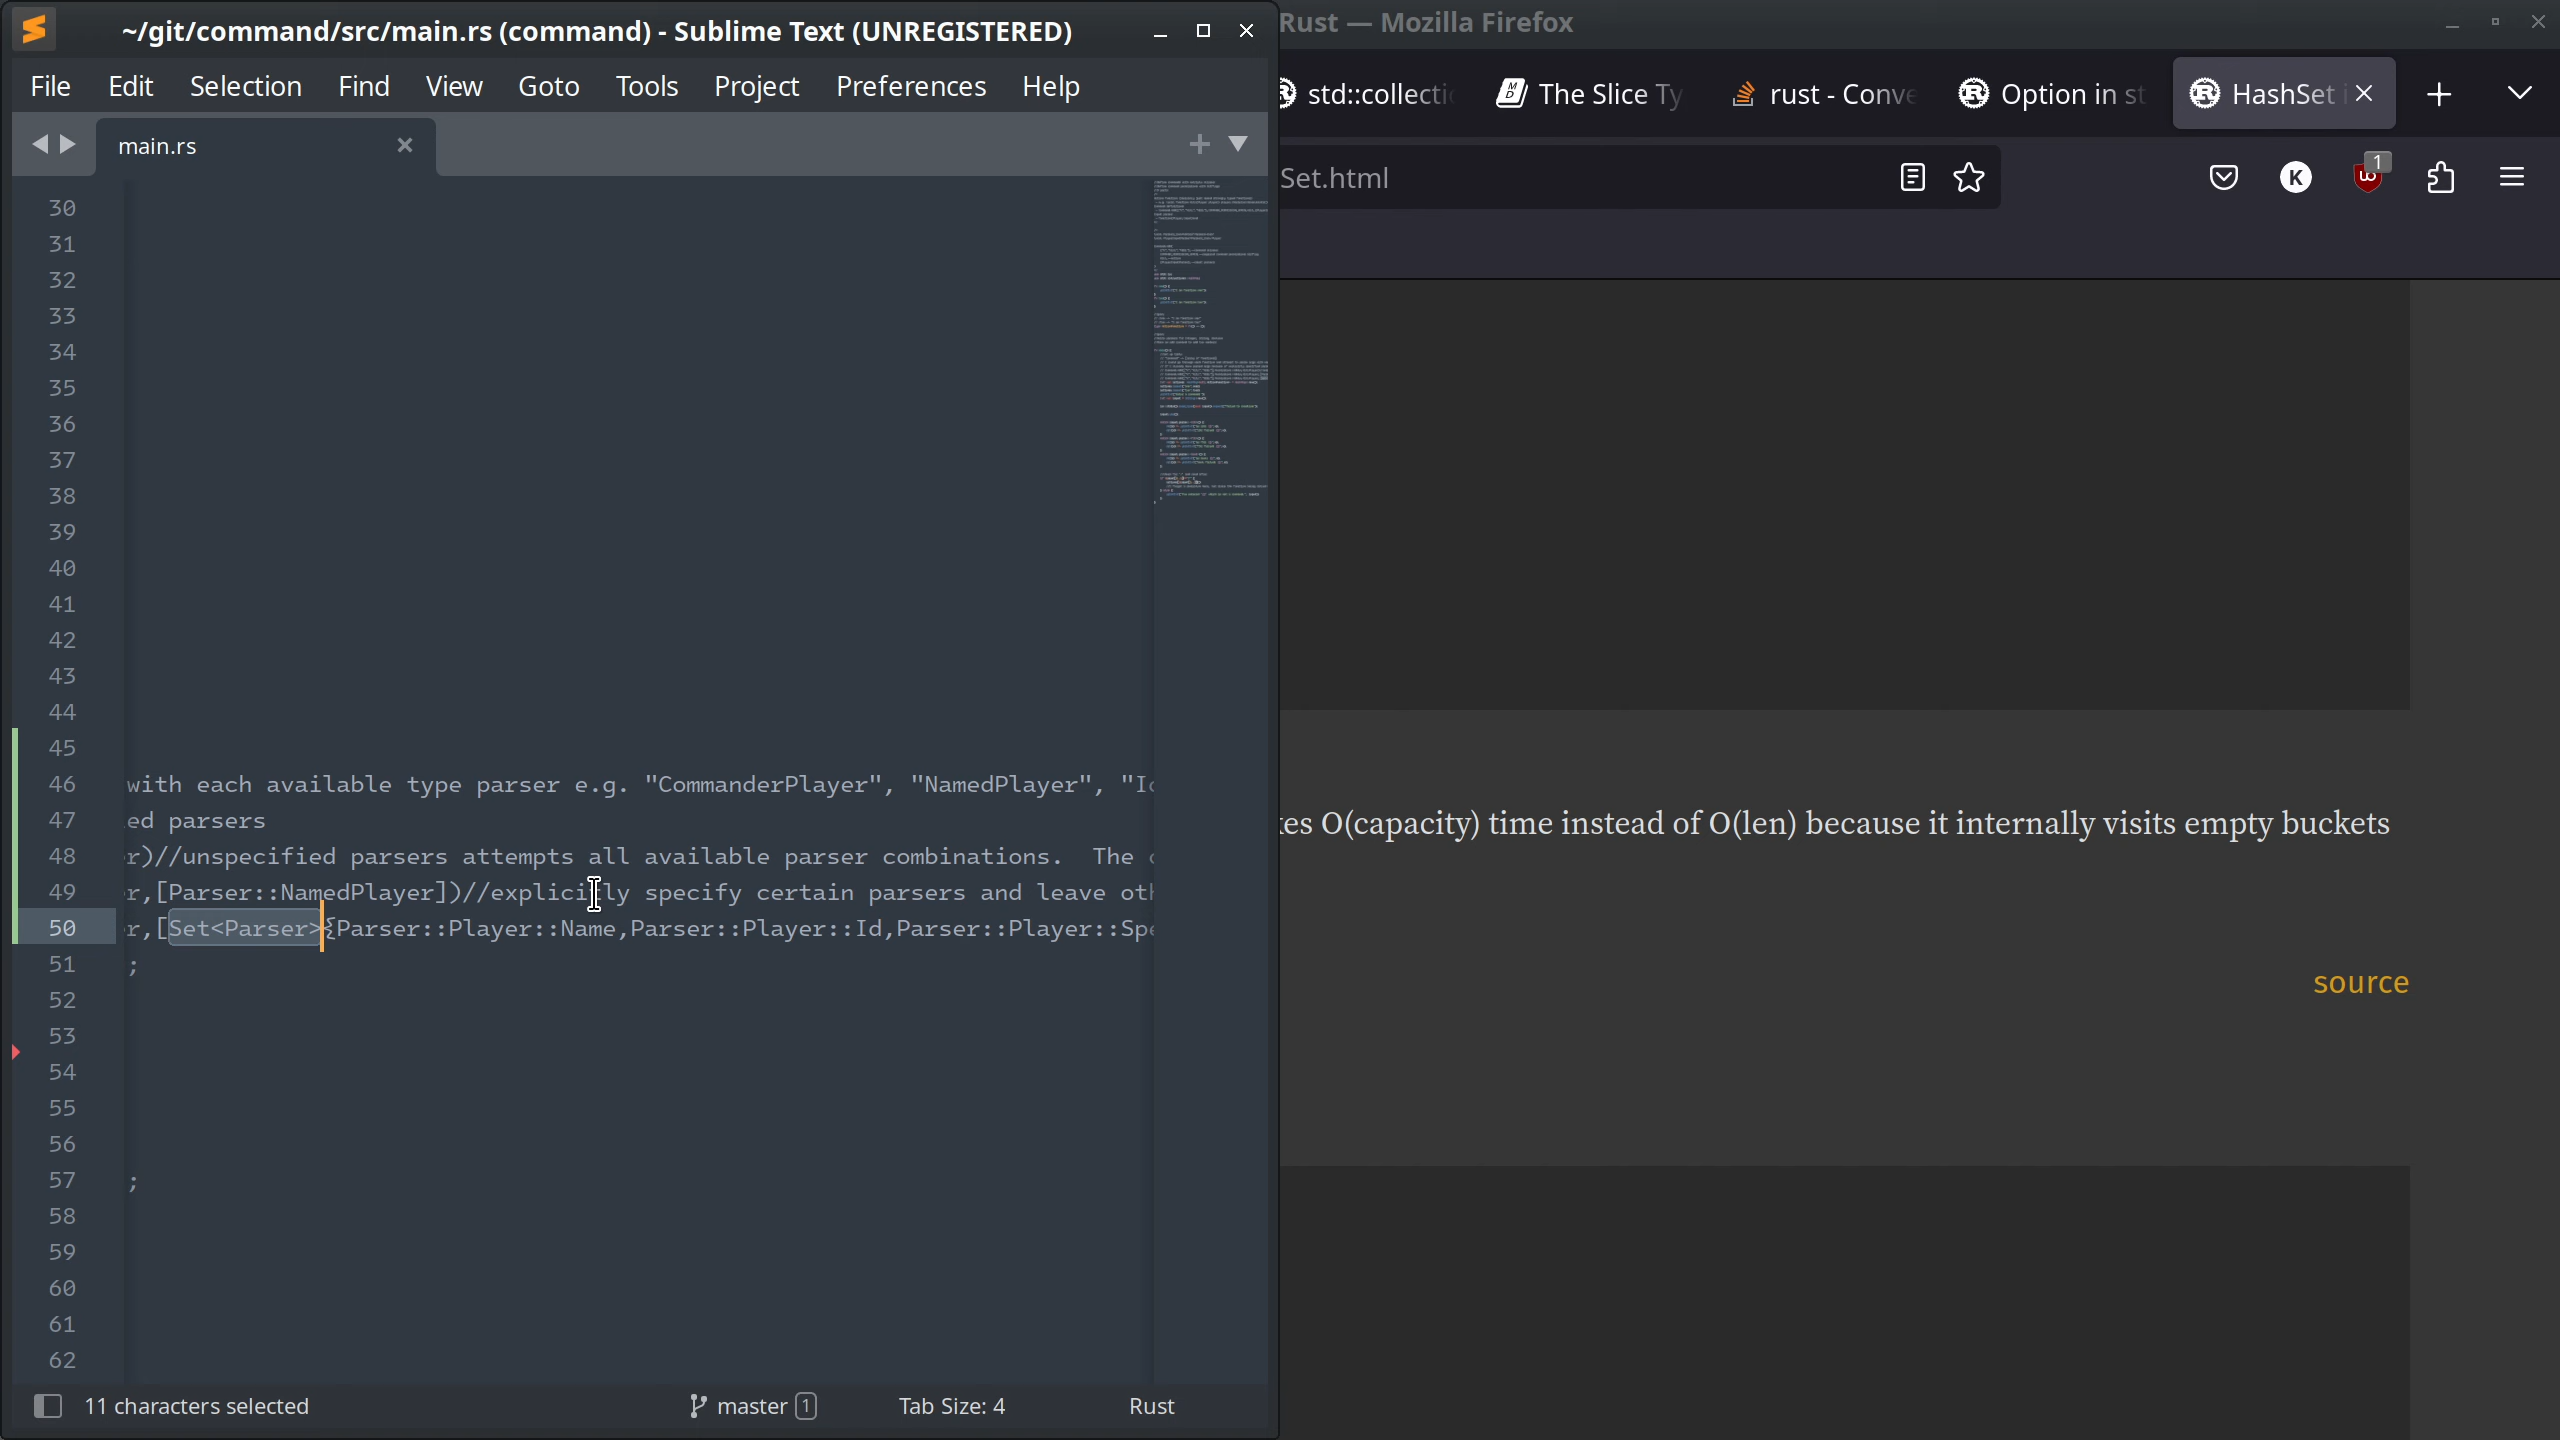 ~/git/command/src/main.rs (command) - Sublime Text (UNREGISTERED)
File Edit Selection Find View Goto Tools Project Preferences Help
main.rs
30
31
32
33
34
35
36
37
38
39
40
41
42
43
44
45
46 with each available type parser e.g. "CommanderPlayer", "NamedPlayer", "Id
47 ed parsers
48 r)//unspecified parsers attempts all available parser combinations.  The
49 r,[Parser::NamedPlayer])//explicitly specify certain parsers and leave oth
50 r,[Set<Parser>{Parser::Player::Name,Parser::Player::Id,Parser::Player::Spe
51 ;
52
53
54
55
56
57 ;
58
59
60
61
62
11 characters selected master 1 Tab Size: 4 Rust
Rust — Mozilla Firefox
std::collectio The Slice Ty rust - Conve Option in st HashSet i
Set.html K 1
kes O(capacity) time instead of O(len) because it internally visits empty buckets
source